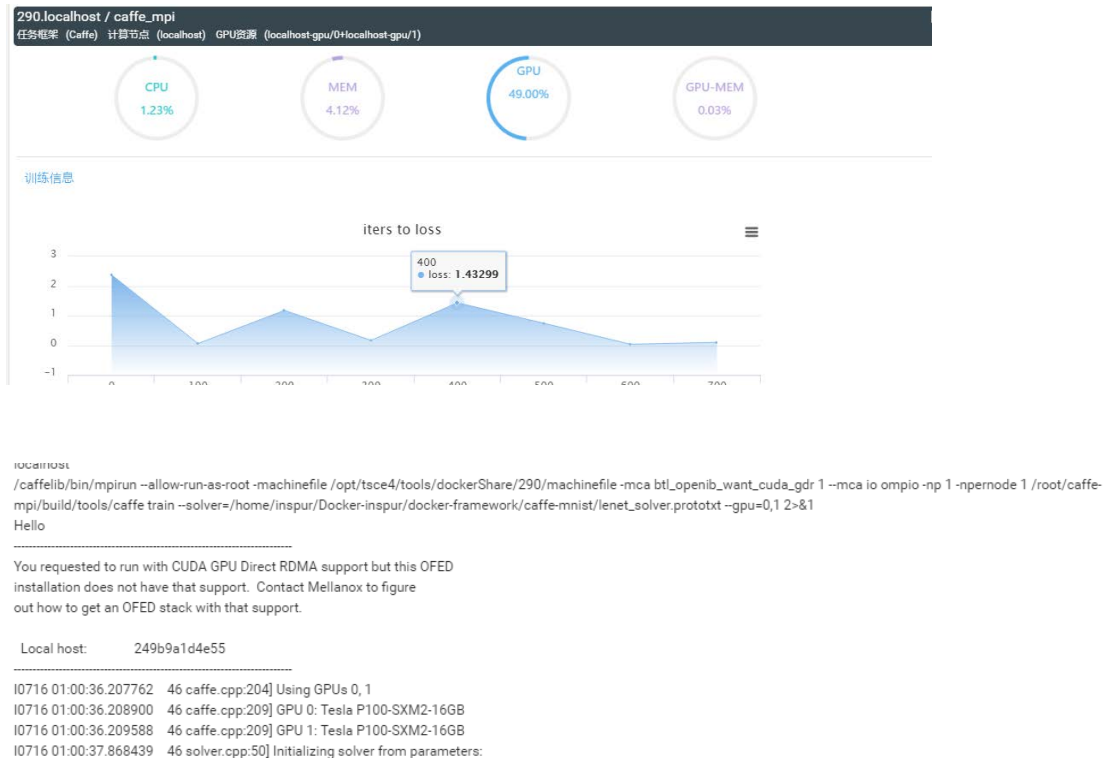 290.localhost / caffe_mpi
任务框架 (Caffe) 计算节点 (localhost) GPU资源 (localhost-gpu/0+localhost-gpu/1)
CPU
1.23%
MEM
4.12%
GPU
49.00%
GPU-MEM
0.03%
训练信息
iters to loss
400
loss: 1.43299
3
2
1
0
-1
0 100 200 300 400 500 600 700
localhost
/caffelib/bin/mpirun --allow-run-as-root -machinefile /opt/tsce4/tools/dockerShare/290/machinefile -mca btl_openib_want_cuda_gdr 1 --mca io ompio -np 1 -npernode 1 /root/caffe-
mpi/build/tools/caffe train --solver=/home/inspur/Docker-inspur/docker-framework/caffe-mnist/lenet_solver.prototxt --gpu=0,1 2>&1
Hello
--------------------------------------------------------------------------
You requested to run with CUDA GPU Direct RDMA support but this OFED
installation does not have that support. Contact Mellanox to figure
out how to get an OFED stack with that support.
Local host: 249b9a1d4e55
--------------------------------------------------------------------------
I0716 01:00:36.207762 46 caffe.cpp:204] Using GPUs 0, 1
I0716 01:00:36.208900 46 caffe.cpp:209] GPU 0: Tesla P100-SXM2-16GB
I0716 01:00:36.209588 46 caffe.cpp:209] GPU 1: Tesla P100-SXM2-16GB
I0716 01:00:37.868439 46 solver.cpp:50] Initializing solver from parameters: